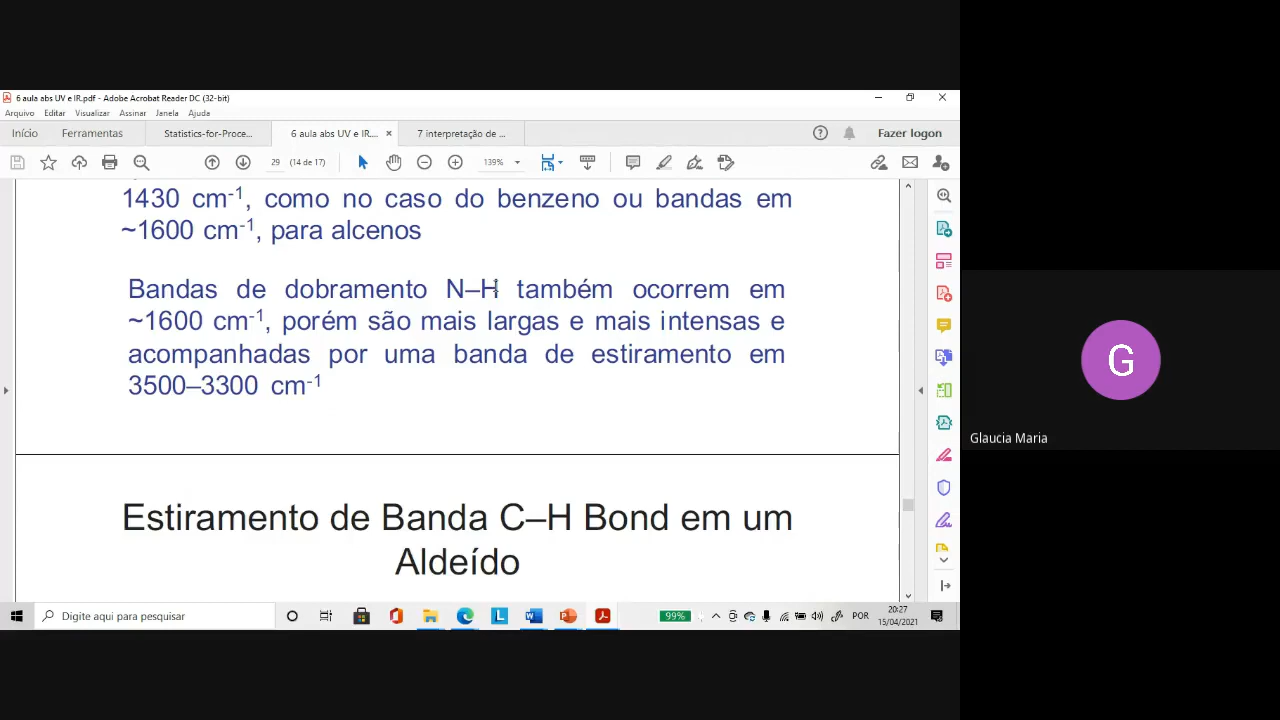 6 aula abs UV e IR.pdf - Adobe Acrobat Reader DC (32-bit)
Arquivo Editar Visualizar Assinar Janela Ajuda
Início Ferramentas Statistics-for-Proce... 6 aula abs UV e IR.... × 7 interpretação de ... Fazer logon
29 (14 de 17) 139%
1430 cm-1, como no caso do benzeno ou bandas em
~1600 cm-1, para alcenos
Bandas de dobramento N–H também ocorrem em
~1600 cm-1, porém são mais largas e mais intensas e
acompanhadas por uma banda de estiramento em
3500–3300 cm-1
G
Glaucia Maria
Estiramento de Banda C–H Bond em um
Aldeído
Digite aqui para pesquisar
99%
POR
20:27
15/04/2021